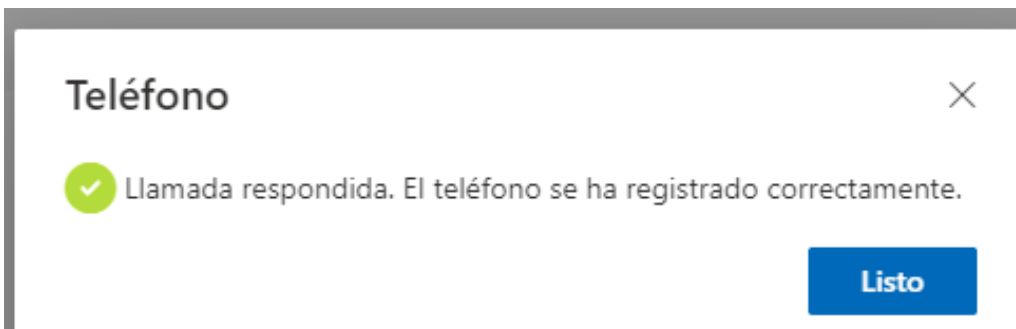 Teléfono
Llamada respondida. El teléfono se ha registrado correctamente.
Listo